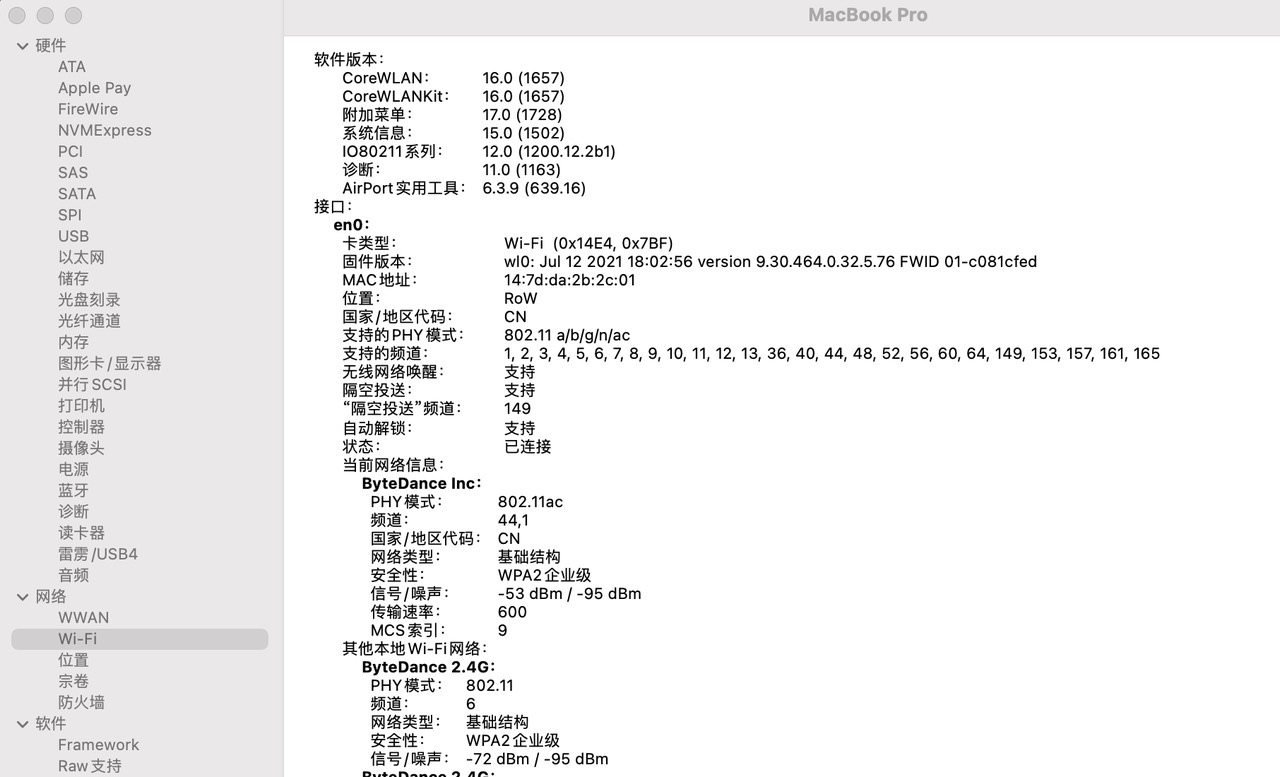 MacBook Pro
硬件
ATA
Apple Pay
FireWire
NVMExpress
PCI
SAS
SATA
SPI
USB
以太网
储存
光盘刻录
光纤通道
内存
图形卡/显示器
并行SCSI
打印机
控制器
摄像头
电源
蓝牙
诊断
读卡器
雷雳/USB4
音频
网络
WWAN
Wi-Fi
位置
宗卷
防火墙
软件
Framework
Raw支持
软件版本：
CoreWLAN： 16.0 (1657)
CoreWLANKit： 16.0 (1657)
附加菜单： 17.0 (1728)
系统信息： 15.0 (1502)
IO80211系列： 12.0 (1200.12.2b1)
诊断： 11.0 (1163)
AirPort实用工具： 6.3.9 (639.16)
接口：
en0：
卡类型： Wi-Fi (0x14E4, 0x7BF)
固件版本： wl0: Jul 12 2021 18:02:56 version 9.30.464.0.32.5.76 FWID 01-c081cfed
MAC地址： 14:7d:da:2b:2c:01
位置： RoW
国家/地区代码： CN
支持的PHY模式： 802.11 a/b/g/n/ac
支持的频道： 1, 2, 3, 4, 5, 6, 7, 8, 9, 10, 11, 12, 13, 36, 40, 44, 48, 52, 56, 60, 64, 149, 153, 157, 161, 165
无线网络唤醒： 支持
隔空投送： 支持
“隔空投送”频道： 149
自动解锁： 支持
状态： 已连接
当前网络信息：
ByteDance Inc：
PHY模式： 802.11ac
频道： 44,1
国家/地区代码： CN
网络类型： 基础结构
安全性： WPA2企业级
信号/噪声： -53 dBm / -95 dBm
传输速率： 600
MCS索引： 9
其他本地Wi-Fi网络：
ByteDance 2.4G：
PHY模式： 802.11
频道： 6
网络类型： 基础结构
安全性： WPA2企业级
信号/噪声： -72 dBm / -95 dBm
ByteDance 2.4G：